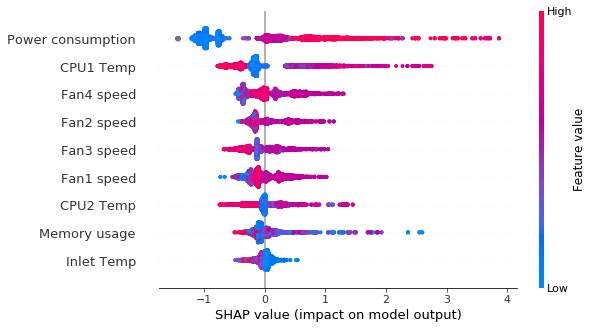 High
Power consumption
CPU1 Temp
Fan4 speed
Fan2 speed
Fan3 speed
Fan1 speed
CPU2 Temp
Memory usage
Inlet Temp
Feature value
Low
−1 0 1 2 3 4
SHAP value (impact on model output)